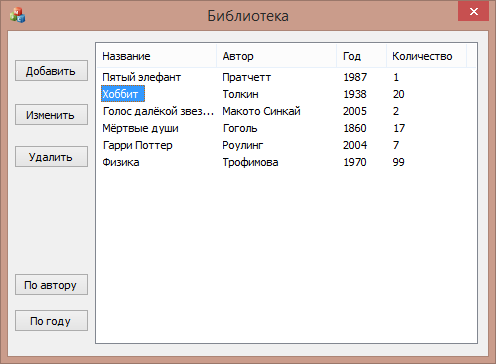 Библиотека
Добавить
Изменить
Удалить
По автору
По году
Название Автор Год Количество
Пятый элефант Пратчетт 1987 1
Хоббит Толкин 1938 20
Голос далёкой звез... Макото Синкай 2005 2
Мёртвые души Гоголь 1860 17
Гарри Поттер Роулинг 2004 7
Физика Трофимова 1970 99